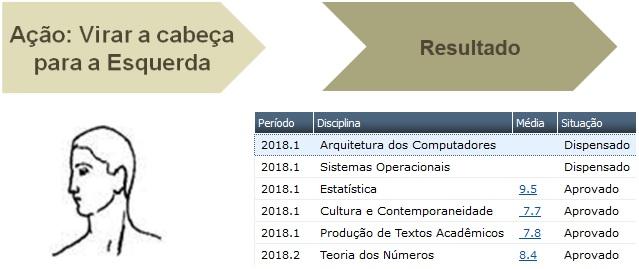 Ação: Virar a cabeça
para a Esquerda
Resultado
Período Disciplina Média Situação
2018.1 Arquitetura dos Computadores Dispensado
2018.1 Sistemas Operacionais Dispensado
2018.1 Estatística 9.5 Aprovado
2018.1 Cultura e Contemporaneidade 7.7 Aprovado
2018.1 Produção de Textos Acadêmicos 7.8 Aprovado
2018.2 Teoria dos Números 8.4 Aprovado